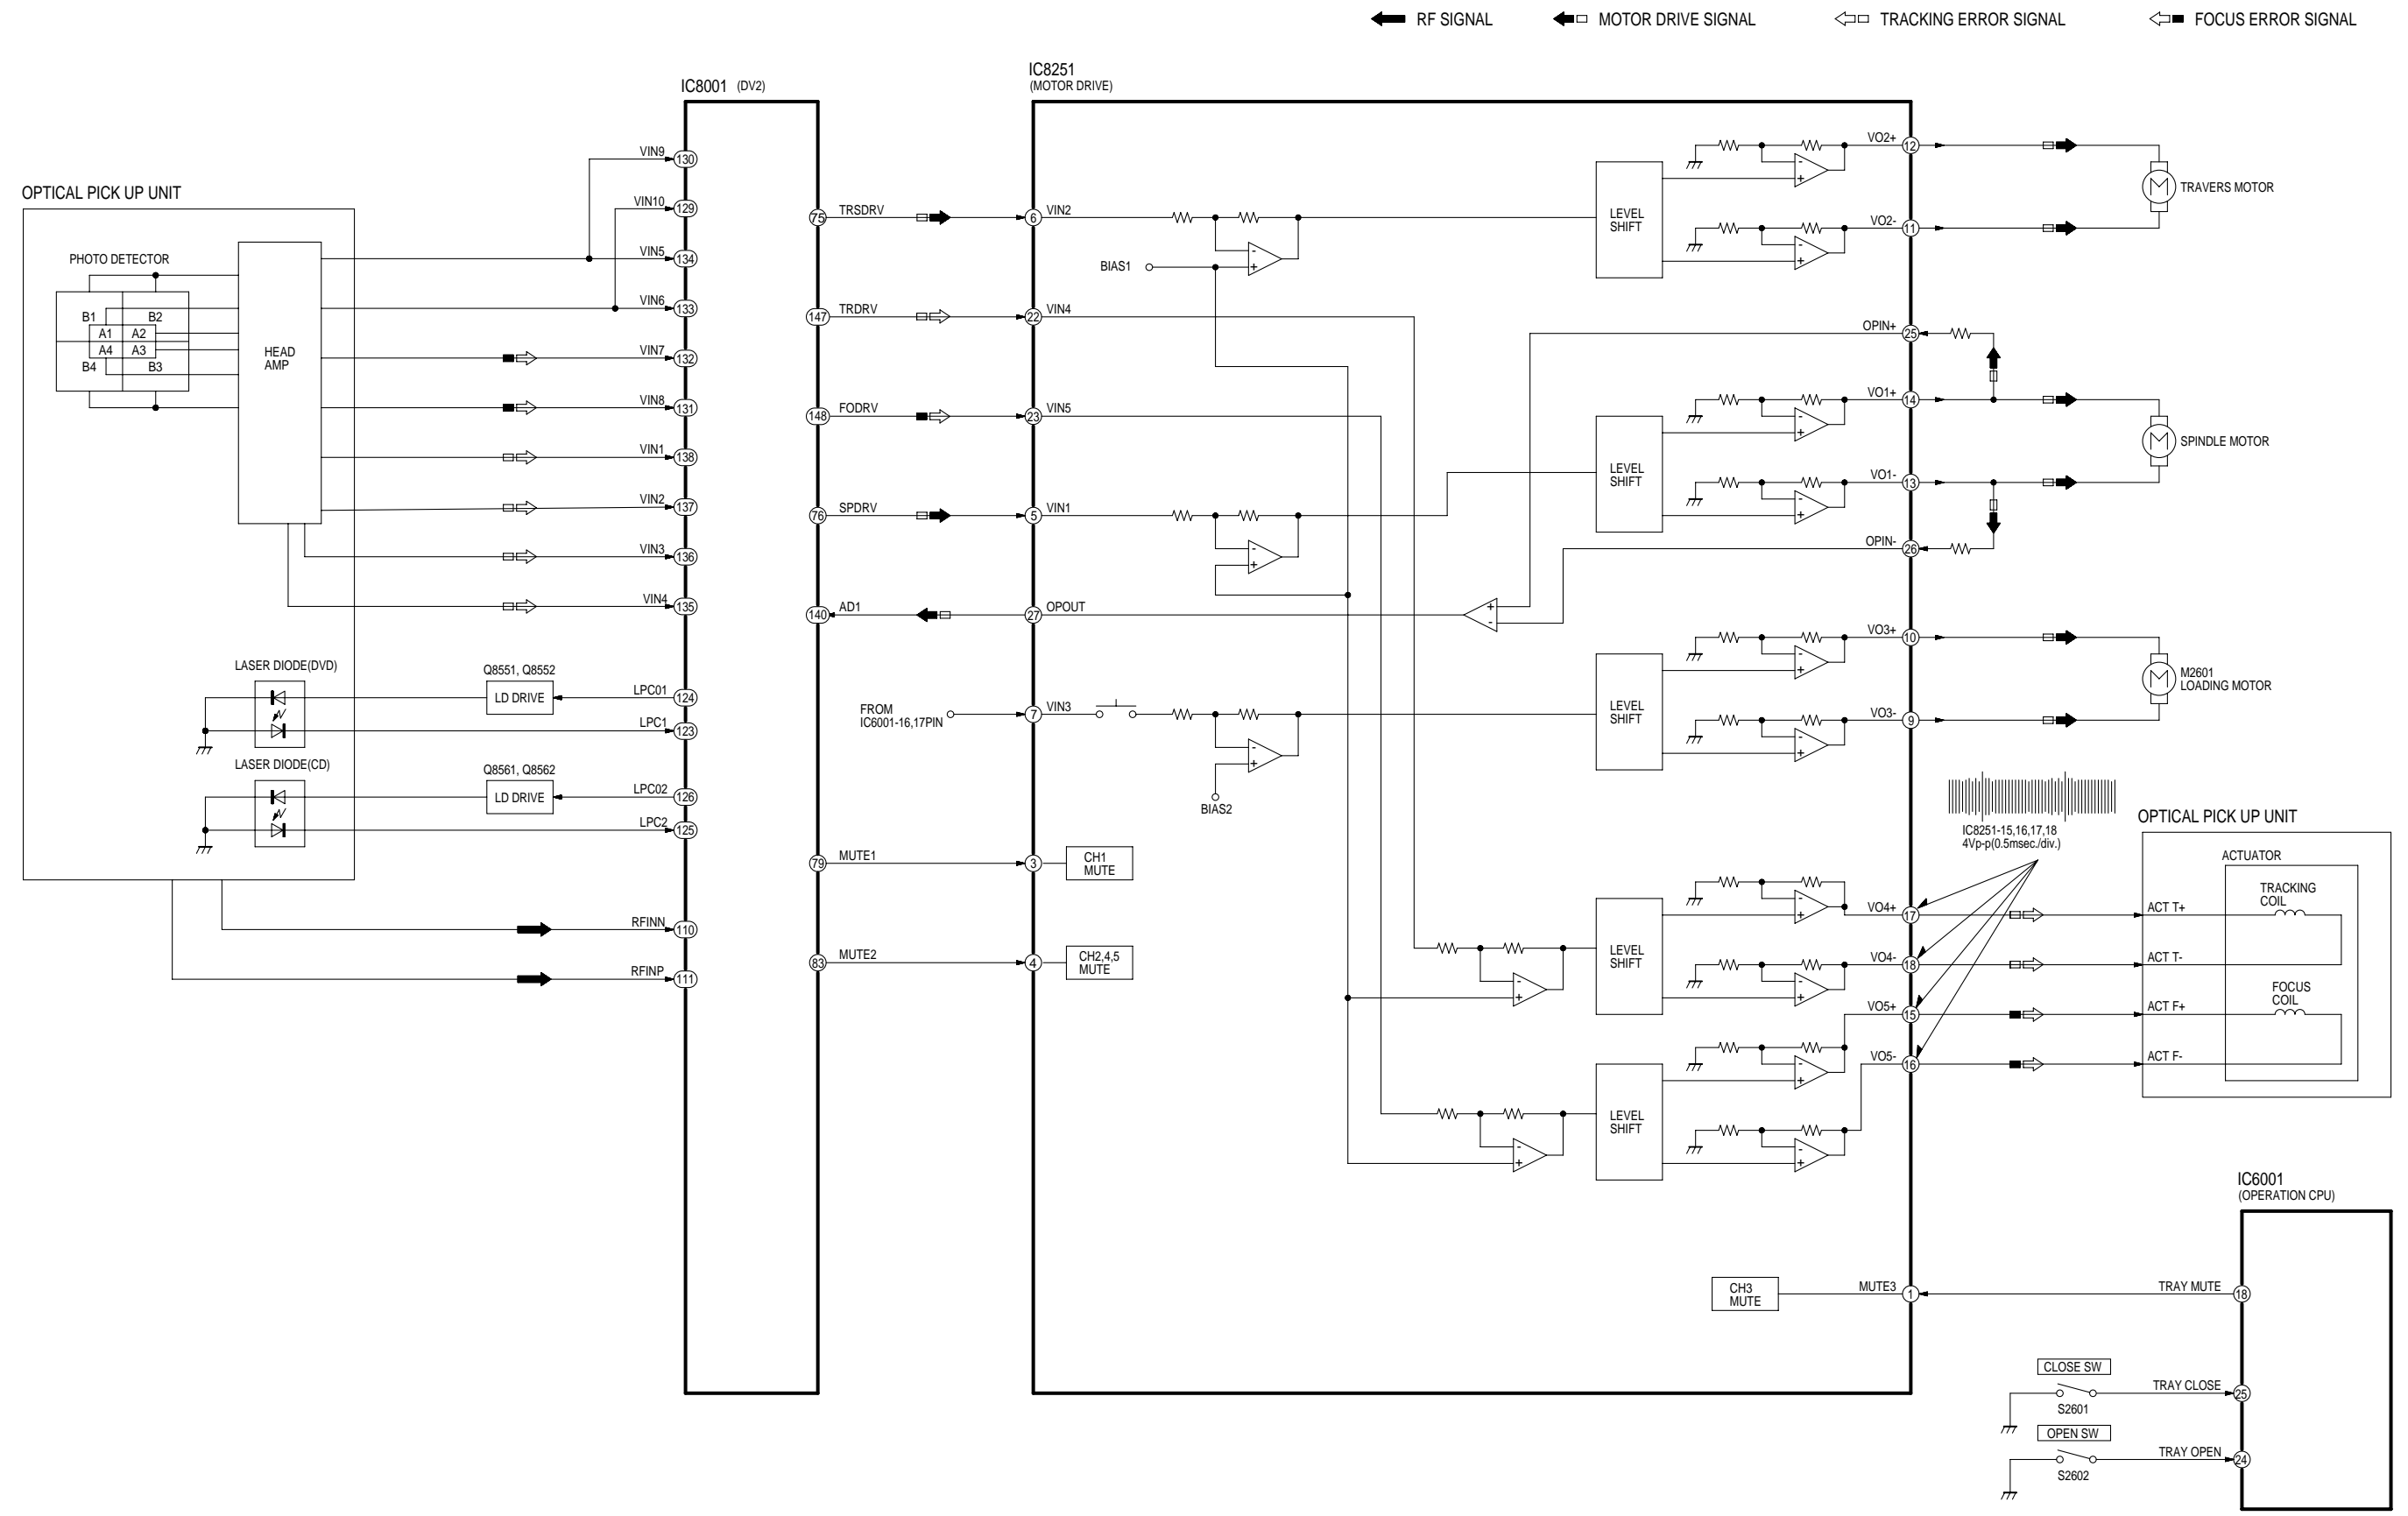 RF SIGNAL
MOTOR DRIVE SIGNAL
TRACKING ERROR SIGNAL
FOCUS ERROR SIGNAL
OPTICAL PICK UP UNIT
PHOTO DETECTOR
B1
B2
A1
A2
A4
A3
B4
B3
HEAD
AMP
LASER DIODE(DVD)
LASER DIODE(CD)
Q8551, Q8552
LD DRIVE
Q8561, Q8562
LD DRIVE
IC8001 (DV2)
VIN9
130
VIN10
129
VIN5
134
VIN6
133
VIN7
132
VIN8
131
VIN1
138
VIN2
137
VIN3
136
VIN4
135
LPC01
124
LPC1
123
LPC02
126
LPC2
125
RFINN
110
RFINP
111
75
TRSDRV
147
TRDRV
148
FODRV
76
SPDRV
140
AD1
FROM
IC6001-16,17PIN
79
MUTE1
83
MUTE2
IC8251
(MOTOR DRIVE)
6
VIN2
BIAS1
-
+
22
VIN4
23
VIN5
5
VIN1
-
+
27
OPOUT
+
-
7
VIN3
-
+
BIAS2
3
CH1
MUTE
4
CH2,4,5
MUTE
-
+
-
+
LEVEL
SHIFT
-
+
-
+
VO2+
12
VO2-
11
TRAVERS MOTOR
OPIN+
25
LEVEL
SHIFT
-
+
-
+
VO1+
14
VO1-
13
SPINDLE MOTOR
OPIN-
26
LEVEL
SHIFT
-
+
-
+
VO3+
10
VO3-
9
M2601
LOADING MOTOR
IC8251-15,16,17,18
4Vp-p(0.5msec./div.)
LEVEL
SHIFT
-
+
-
+
VO4+
17
VO4-
18
VO5+
15
VO5-
16
LEVEL
SHIFT
-
+
-
+
OPTICAL PICK UP UNIT
ACTUATOR
TRACKING
COIL
ACT T+
ACT T-
FOCUS
COIL
ACT F+
ACT F-
CH3
MUTE
MUTE3
1
IC6001
(OPERATION CPU)
TRAY MUTE
18
CLOSE SW
TRAY CLOSE
25
S2601
OPEN SW
TRAY OPEN
24
S2602